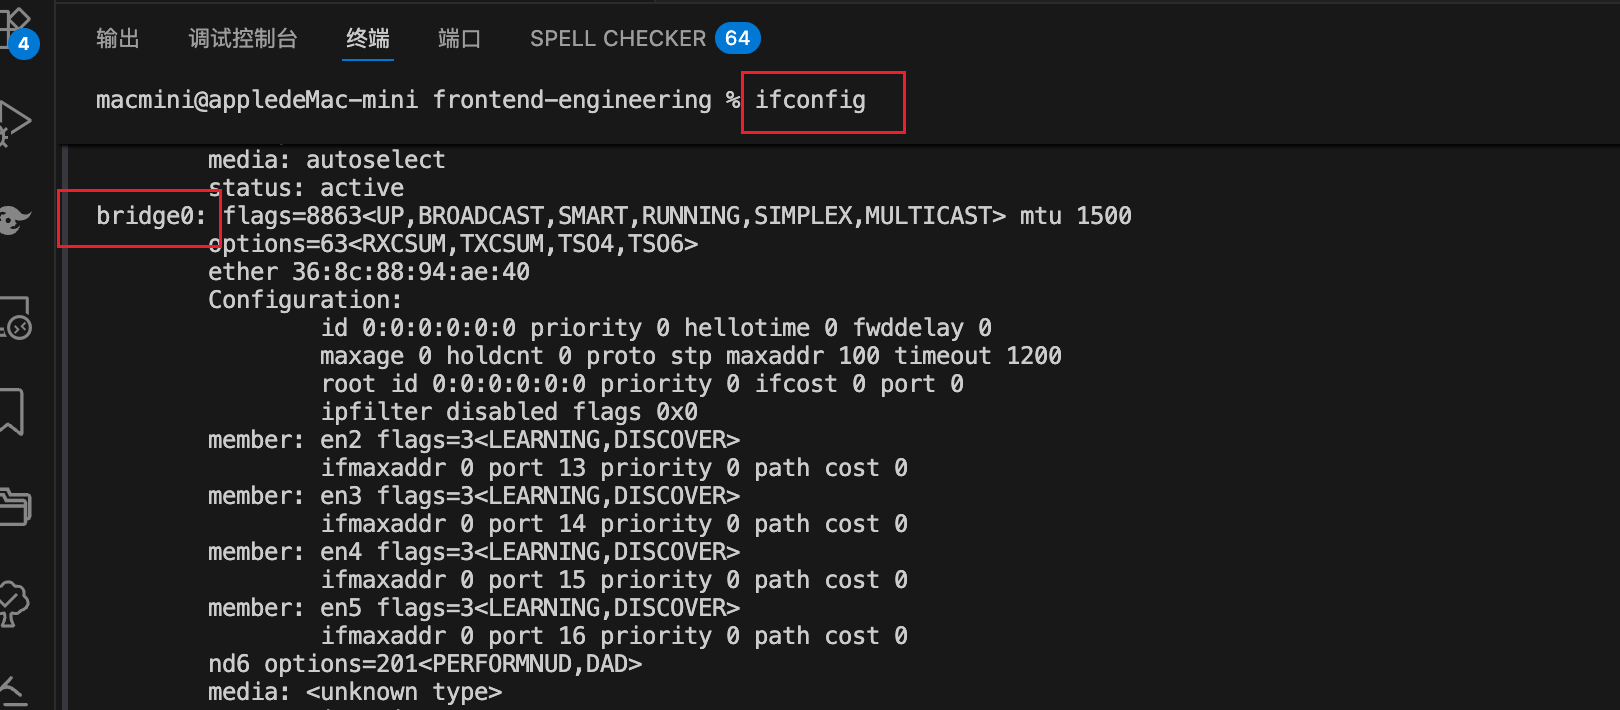 4
输出 调试控制台 终端 端口 SPELL CHECKER 64
macmini@appledeMac-mini frontend-engineering % ifconfig
media: autoselect
status: active
bridge0: flags=8863<UP,BROADCAST,SMART,RUNNING,SIMPLEX,MULTICAST> mtu 1500
options=63<RXCSUM,TXCSUM,TSO4,TSO6>
ether 36:8c:88:94:ae:40
Configuration:
id 0:0:0:0:0:0 priority 0 hellotime 0 fwddelay 0
maxage 0 holdcnt 0 proto stp maxaddr 100 timeout 1200
root id 0:0:0:0:0:0 priority 0 ifcost 0 port 0
ipfilter disabled flags 0x0
member: en2 flags=3<LEARNING,DISCOVER>
ifmaxaddr 0 port 13 priority 0 path cost 0
member: en3 flags=3<LEARNING,DISCOVER>
ifmaxaddr 0 port 14 priority 0 path cost 0
member: en4 flags=3<LEARNING,DISCOVER>
ifmaxaddr 0 port 15 priority 0 path cost 0
member: en5 flags=3<LEARNING,DISCOVER>
ifmaxaddr 0 port 16 priority 0 path cost 0
nd6 options=201<PERFORMNUD,DAD>
media: <unknown type>